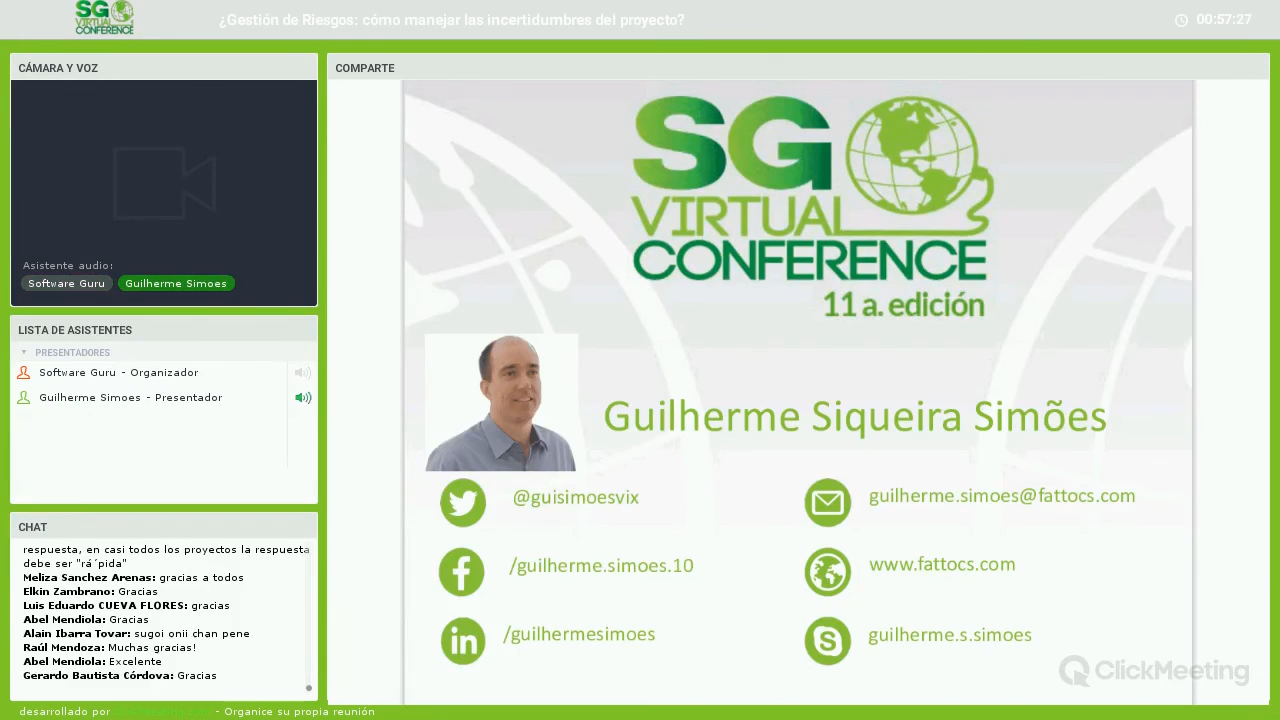 SG
VIRTUAL
CONFERENCE
¿Gestión de Riesgos: cómo manejar las incertidumbres del proyecto?
00:57:27
CÁMARA Y VOZ
Asistente audio:
Software Guru
Guilherme Simoes
LISTA DE ASISTENTES
PRESENTADORES
Software Guru - Organizador
Guilherme Simoes - Presentador
CHAT
respuesta, en casi todos los proyectos la respuesta
debe ser "rá´pida"
Meliza Sanchez Arenas: gracias a todos
Elkin Zambrano: Gracias
Luis Eduardo CUEVA FLORES: gracias
Abel Mendiola: Gracias
Alain Ibarra Tovar: sugoi onii chan pene
Raúl Mendoza: Muchas gracias!
Abel Mendiola: Excelente
Gerardo Bautista Córdova: Gracias
desarrollado por - Organice su propia reunión
COMPARTE
SG
VIRTUAL
CONFERENCE
11 a. edición
Guilherme Siqueira Simões
@guisimoesvix
guilherme.simoes@fattocs.com
/guilherme.simoes.10
www.fattocs.com
/guilhermesimoes
guilherme.s.simoes
ClickMeeting